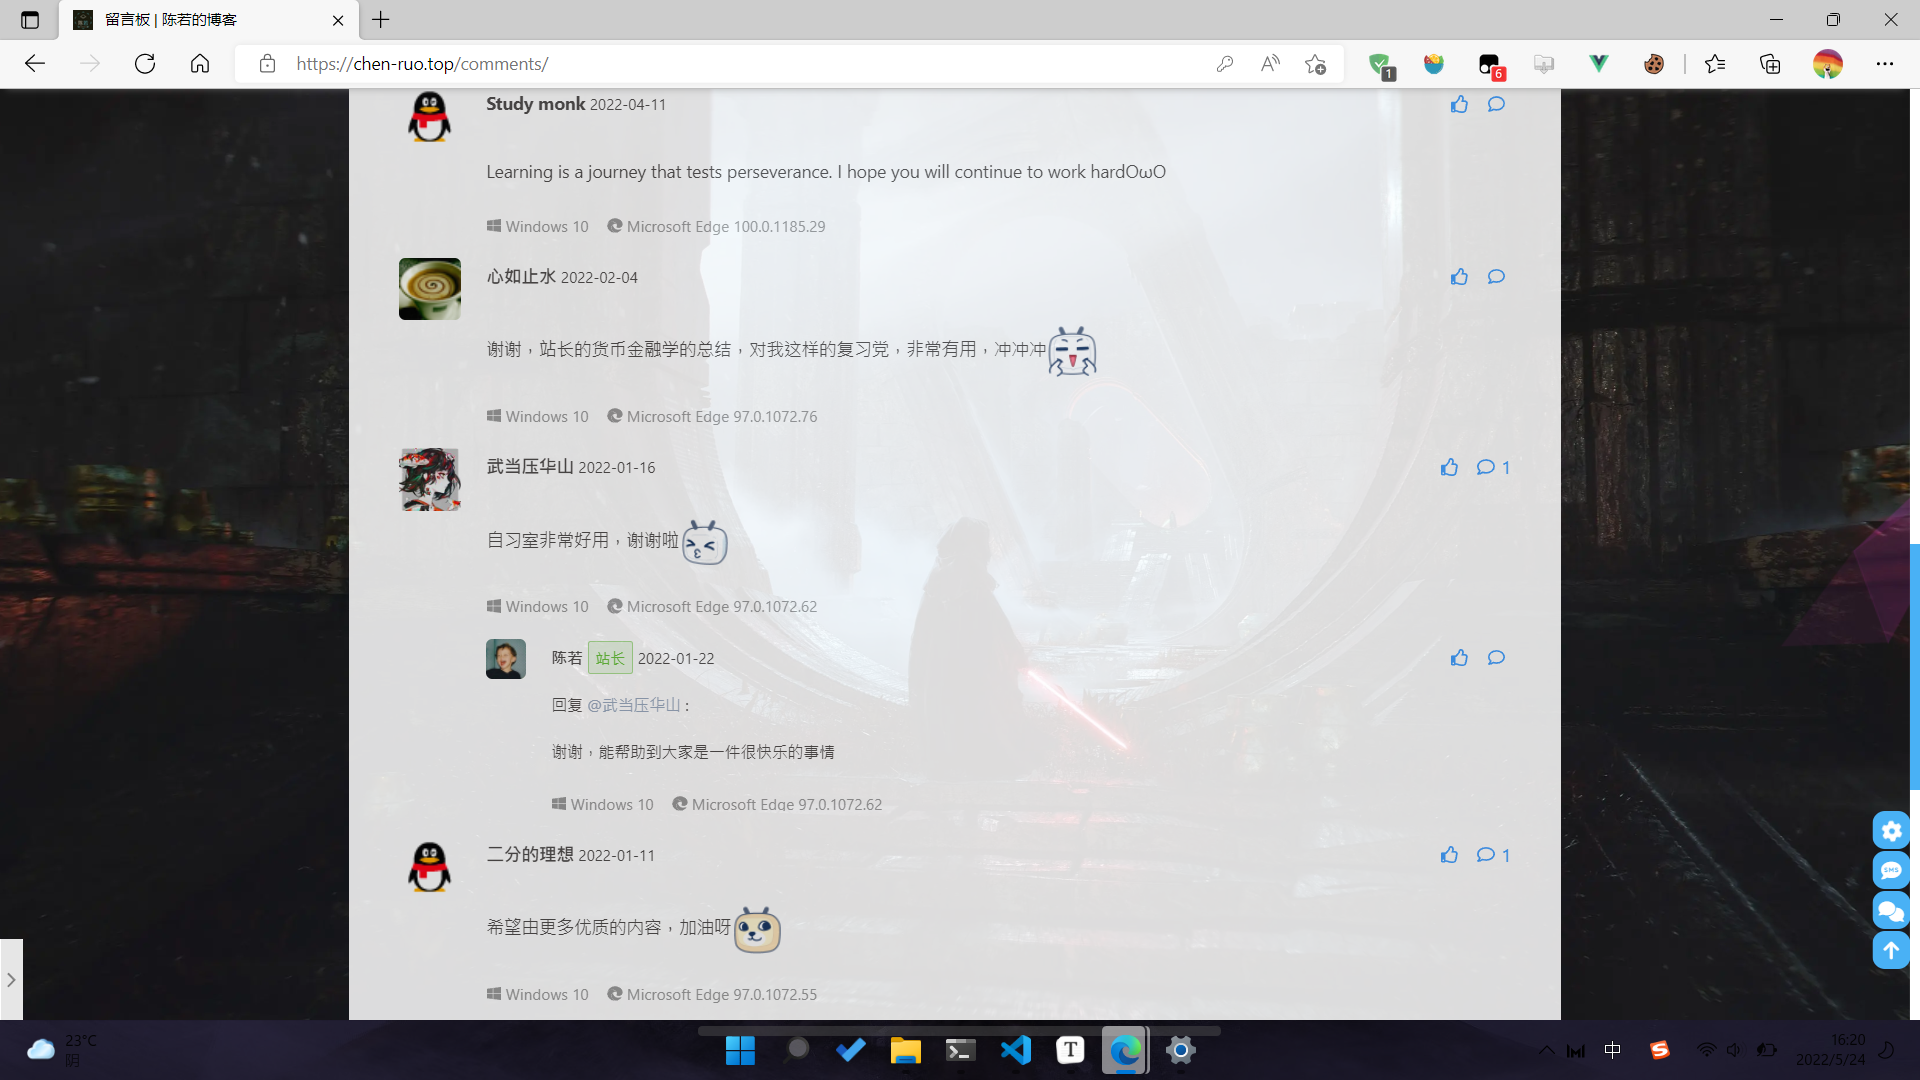 留言板 | 陈若的博客
https://chen-ruo.top/comments/
1
6
Study monk 2022-04-11
Learning is a journey that tests perseverance. I hope you will continue to work hardOωO
Windows 10 Microsoft Edge 100.0.1185.29
心如止水 2022-02-04
谢谢，站长的货币金融学的总结，对我这样的复习党，非常有用，冲冲冲
Windows 10 Microsoft Edge 97.0.1072.76
武当压华山 2022-01-16
1
自习室非常好用，谢谢啦
Windows 10 Microsoft Edge 97.0.1072.62
陈若 站长 2022-01-22
回复 @武当压华山 :
谢谢，能帮助到大家是一件很快乐的事情
Windows 10 Microsoft Edge 97.0.1072.62
二分的理想 2022-01-11
1
希望由更多优质的内容，加油呀
Windows 10 Microsoft Edge 97.0.1072.55
SMS
23°C
阴
T
中
S
16:20
2022/5/24